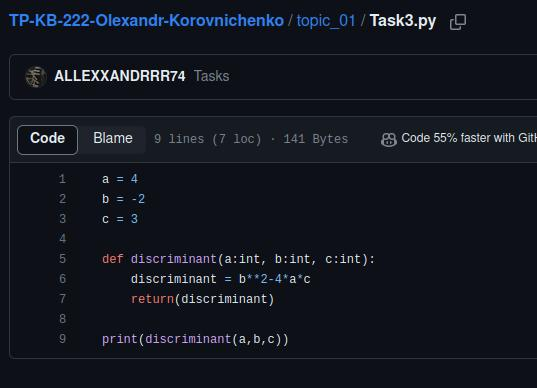 TP-KB-222-Olexandr-Korovnichenko / topic_01 / Task3.py
ALLEXXANDRRR74 Tasks
Code Blame 9 lines (7 loc) · 141 Bytes Code 55% faster with GitH
1 a = 4
2 b = -2
3 c = 3
4
5 def discriminant(a:int, b:int, c:int):
6 discriminant = b**2-4*a*c
7 return(discriminant)
8
9 print(discriminant(a,b,c))